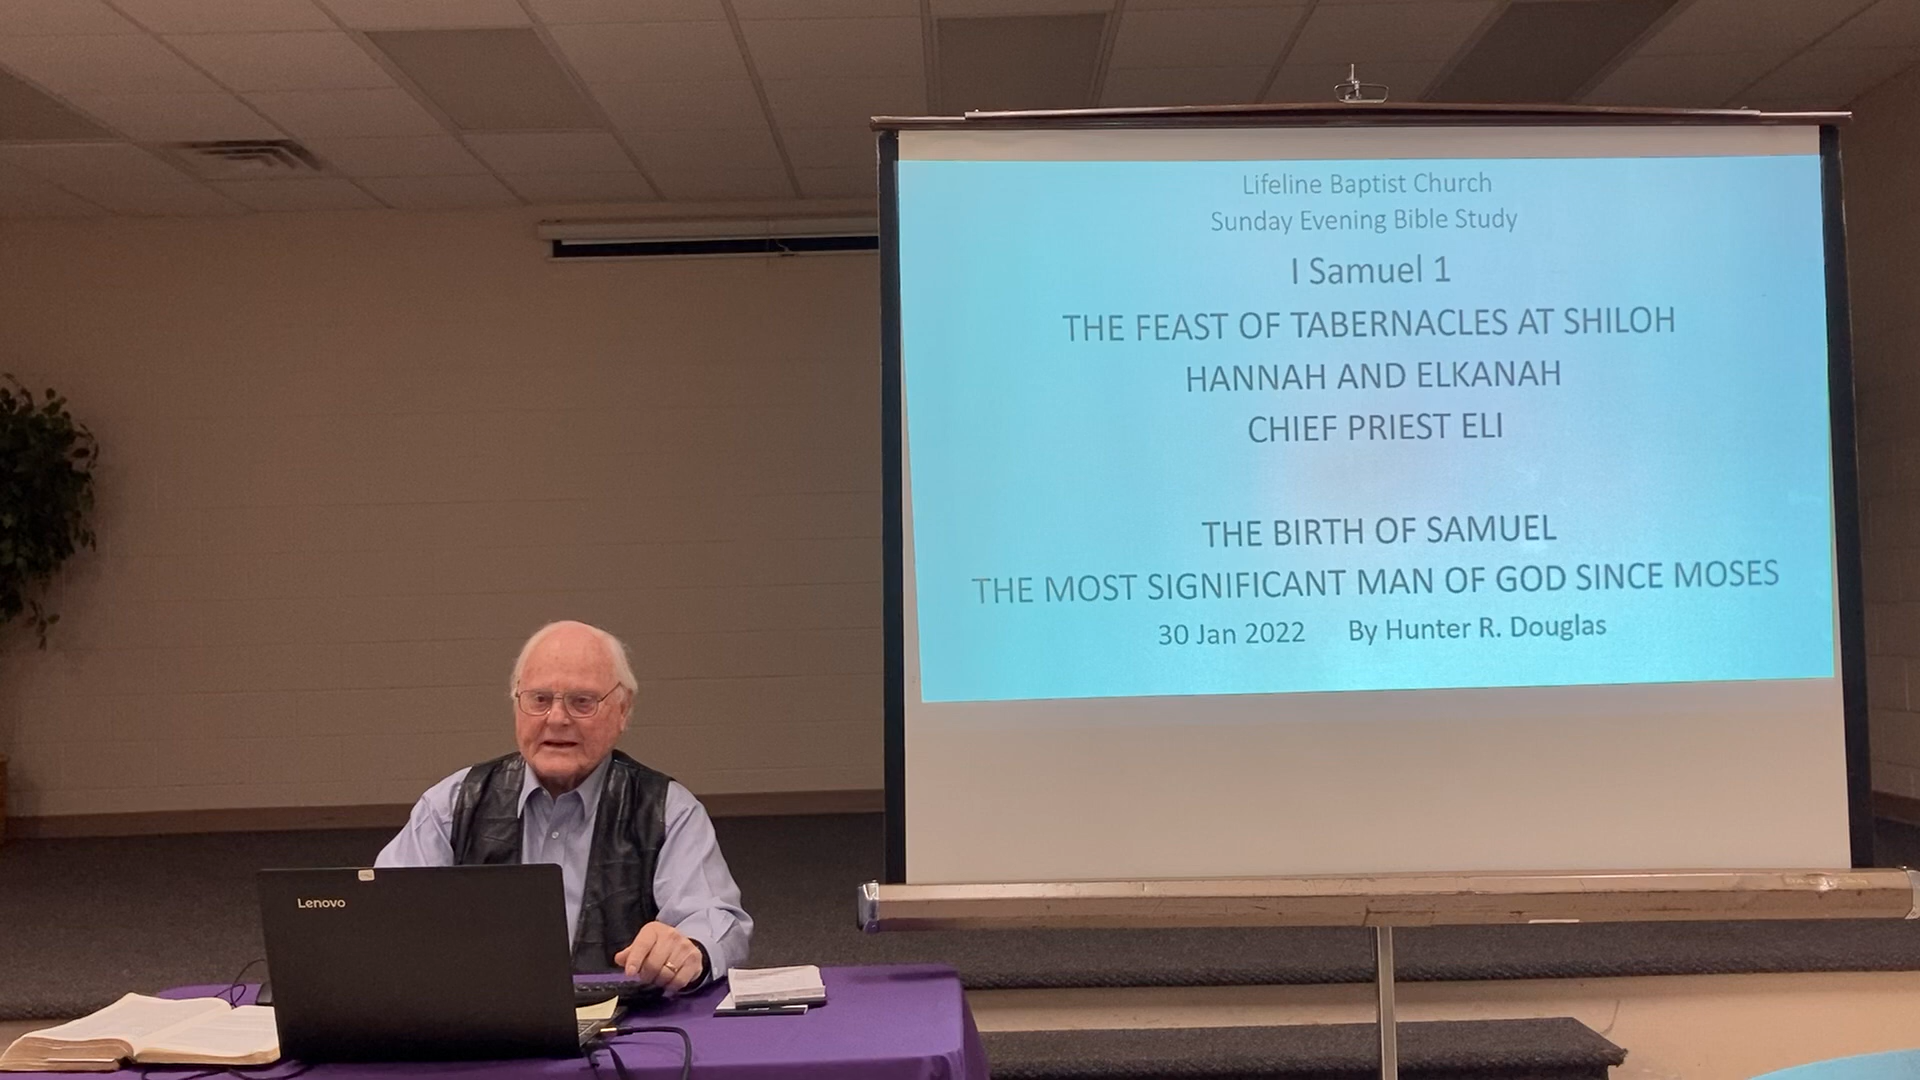 Lifeline Baptist Church
Sunday Evening Bible Study
I Samuel 1
THE FEAST OF TABERNACLES AT SHILOH
HANNAH AND ELKANAH
CHIEF PRIEST ELI
THE BIRTH OF SAMUEL
THE MOST SIGNIFICANT MAN OF GOD SINCE MOSES
30 Jan 2022 By Hunter R. Douglas
Lenovo